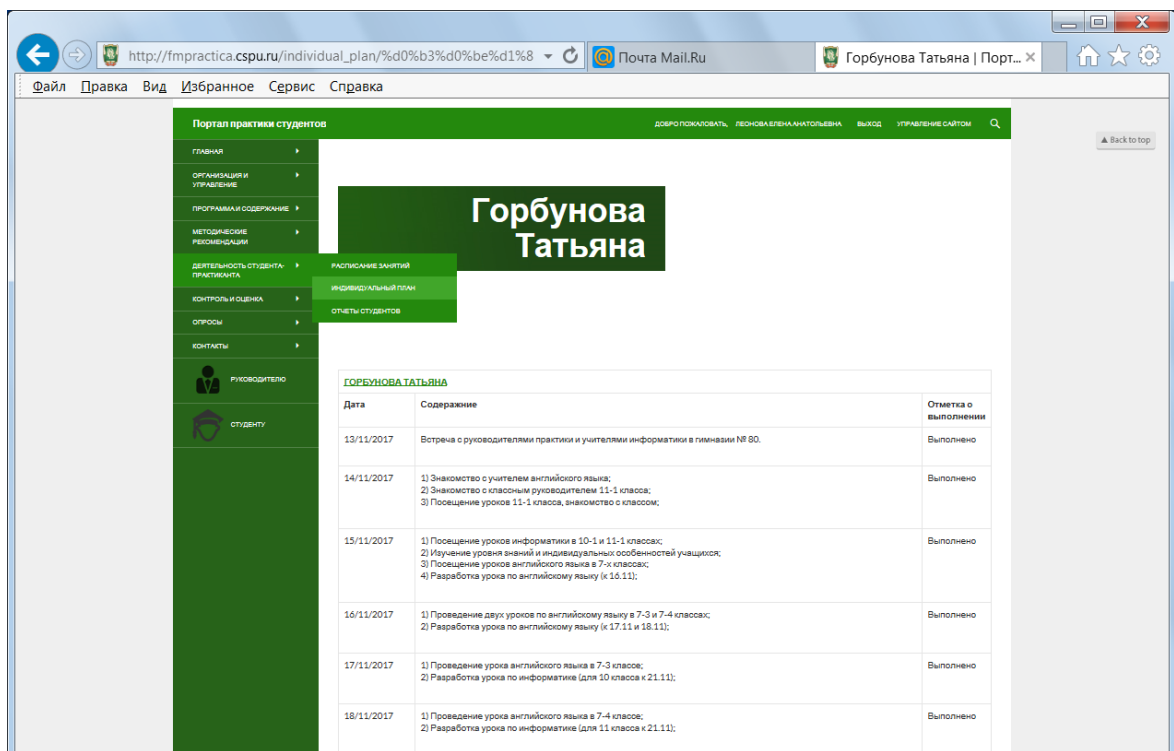 http://fmpractica.cspu.ru/individual_plan/%d0%b3%d0%be%d1%8
Почта Mail.Ru
Горбунова Татьяна | Порт...
Файл Правка Вид Избранное Сервис Справка
Портал практики студентов
ДОБРО ПОЖАЛОВАТЬ, ЛЕОНОВА ЕЛЕНА АНАТОЛЬЕВНА ВЫХОД УПРАВЛЕНИЕ САЙТОМ
▲ Back to top
ГЛАВНАЯ
ОРГАНИЗАЦИЯ И
УПРАВЛЕНИЕ
ПРОГРАММА И СОДЕРЖАНИЕ
МЕТОДИЧЕСКИЕ
РЕКОМЕНДАЦИИ
ДЕЯТЕЛЬНОСТЬ СТУДЕНТА-
ПРАКТИКАНТА
КОНТРОЛЬ И ОЦЕНКА
ОПРОСЫ
КОНТАКТЫ
РУКОВОДИТЕЛЮ
СТУДЕНТУ
РАСПИСАНИЕ ЗАНЯТИЙ
ИНДИВИДУАЛЬНЫЙ ПЛАН
ОТЧЕТЫ СТУДЕНТОВ
Горбунова
Татьяна
ГОРБУНОВА ТАТЬЯНА
Дата Содеражние Отметка о
выполнении
13/11/2017 Встреча с руководителями практики и учителями информатики в гимназии № 80. Выполнено
14/11/2017 1) Знакомство с учителем английского языка; Выполнено
2) Знакомство с классным руководителем 11-1 класса;
3) Посещение уроков 11-1 класса, знакомство с классом;
15/11/2017 1) Посещение уроков информатики в 10-1 и 11-1 классах; Выполнено
2) Изучение уровня знаний и индивидуальных особенностей учащихся;
3) Посещение уроков английского языка в 7-х классах;
4) Разработка урока по английскому языку (к 16.11);
16/11/2017 1) Проведение двух уроков по английскому языку в 7-3 и 7-4 классах; Выполнено
2) Разработка урока по английскому языку (к 17.11 и 18.11);
17/11/2017 1) Проведение урока английского языка в 7-3 классе; Выполнено
2) Разработка урока по информатике (для 10 класса к 21.11);
18/11/2017 1) Проведение урока английского языка в 7-4 классе; Выполнено
2) Разработка урока по информатике (для 11 класса к 21.11);